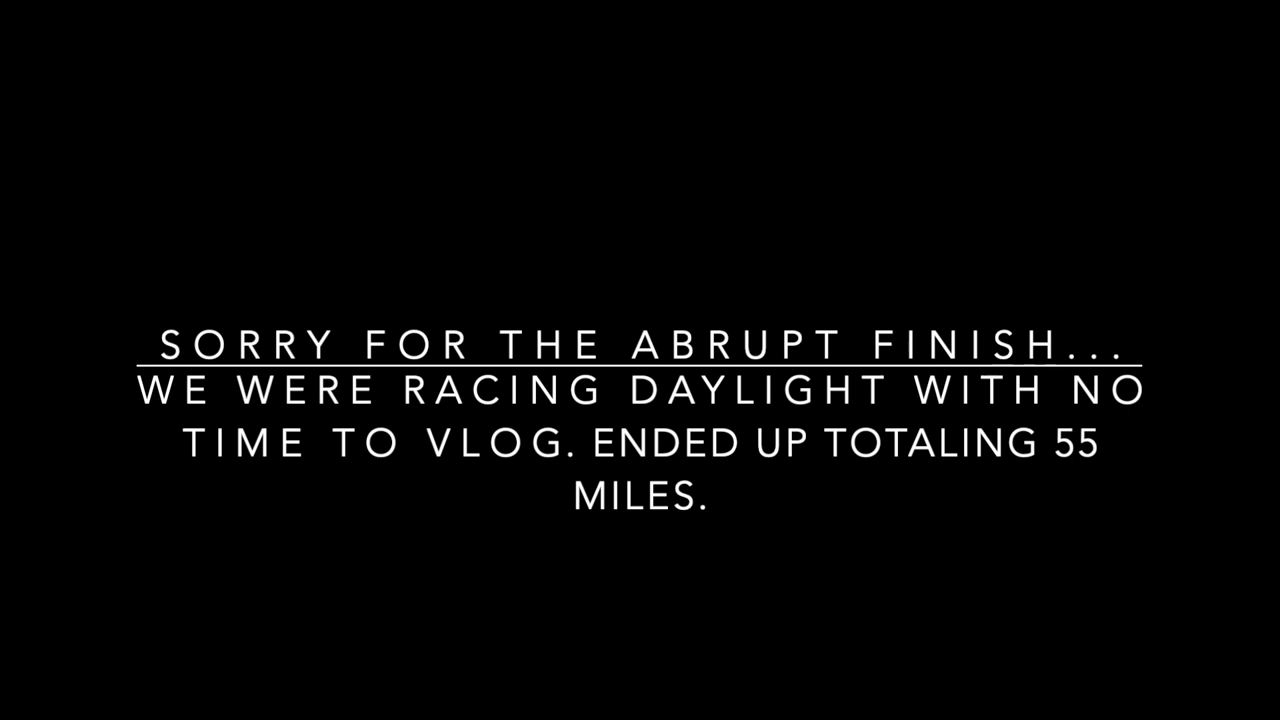 SORRY FOR THE ABRUPT FINISH...
WE WERE RACING DAYLIGHT WITH NO
TIME TO VLOG. ENDED UP TOTALING 55
MILES.